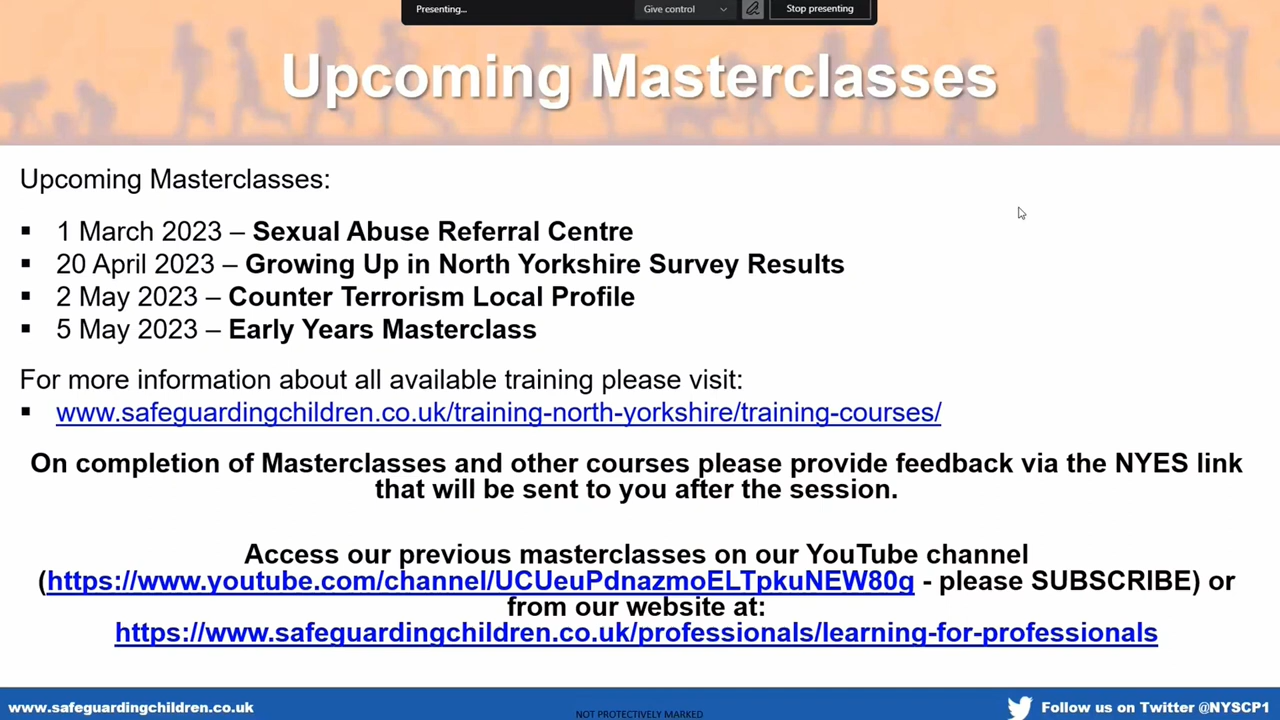 Presenting...
Give control
Stop presenting
Upcoming Masterclasses
Upcoming Masterclasses:
▪ 1 March 2023 – Sexual Abuse Referral Centre
▪ 20 April 2023 – Growing Up in North Yorkshire Survey Results
▪ 2 May 2023 – Counter Terrorism Local Profile
▪ 5 May 2023 – Early Years Masterclass
For more information about all available training please visit:
▪ www.safeguardingchildren.co.uk/training-north-yorkshire/training-courses/
On completion of Masterclasses and other courses please provide feedback via the NYES link
that will be sent to you after the session.
Access our previous masterclasses on our YouTube channel
(https://www.youtube.com/channel/UCUeuPdnazmoELTpkuNEW80g - please SUBSCRIBE) or
from our website at:
https://www.safeguardingchildren.co.uk/professionals/learning-for-professionals
www.safeguardingchildren.co.uk
NOT PROTECTIVELY MARKED
Follow us on Twitter @NYSCP1